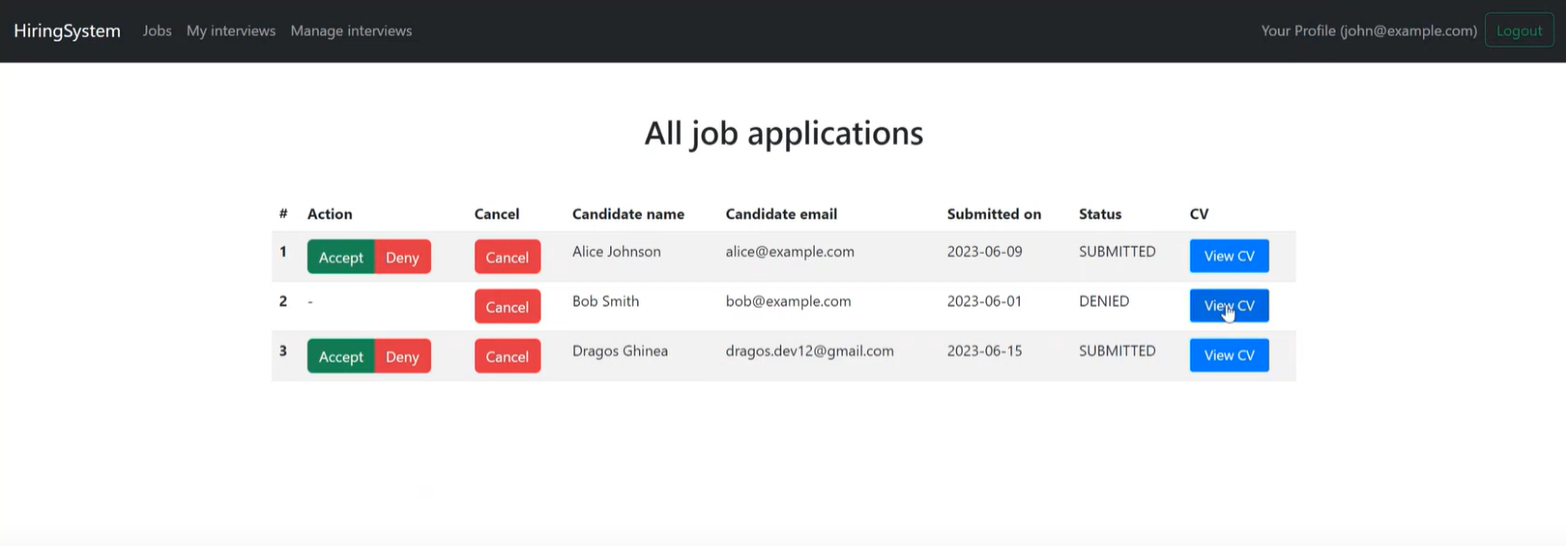 HiringSystem Jobs My interviews Manage interviews Your Profile (john@example.com) Logout
All job applications
# Action Cancel Candidate name Candidate email Submitted on Status CV
1 Accept Deny Cancel Alice Johnson alice@example.com 2023-06-09 SUBMITTED View CV
2 - Cancel Bob Smith bob@example.com 2023-06-01 DENIED View CV
3 Accept Deny Cancel Dragos Ghinea dragos.dev12@gmail.com 2023-06-15 SUBMITTED View CV